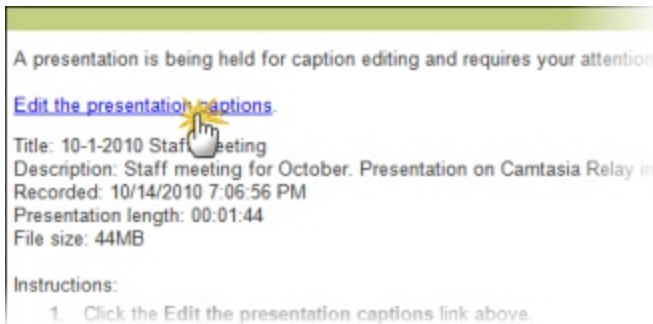 A presentation is being held for caption editing and requires your attention
Edit the presentation captions.
Title: 10-1-2010 Staff Meeting
Description: Staff meeting for October. Presentation on Camtasia Relay in
Recorded: 10/14/2010 7:06:56 PM
Presentation length: 00:01:44
File size: 44MB
Instructions:
1. Click the Edit the presentation captions link above.